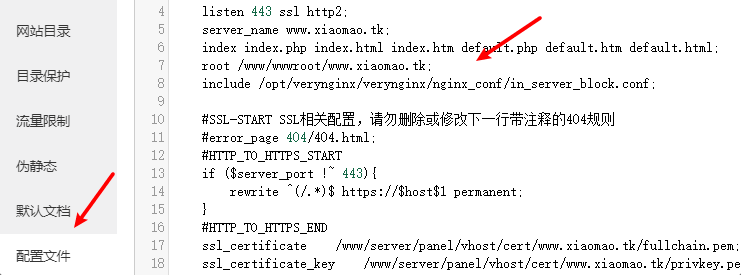 网站目录
目录保护
流量限制
伪静态
默认文档
配置文件
4 listen 443 ssl http2;
5 server_name www.xiaomao.tk;
6 index index.php index.html index.htm default.php default.htm default.html;
7 root /www/wwwroot/www.xiaomao.tk;
8 include /opt/verynginx/verynginx/nginx_conf/in_server_block.conf;
9
10 #SSL-START SSL相关配置，请勿删除或修改下一行带注释的404规则
11 #error_page 404/404.html;
12 #HTTP_TO_HTTPS_START
13 if ($server_port !~ 443){
14 rewrite ^(/.*)$ https://$host$1 permanent;
15 }
16 #HTTP_TO_HTTPS_END
17 ssl_certificate /www/server/panel/vhost/cert/www.xiaomao.tk/fullchain.pem;
18 ssl_certificate_key /www/server/panel/vhost/cert/www.xiaomao.tk/privkey.pe